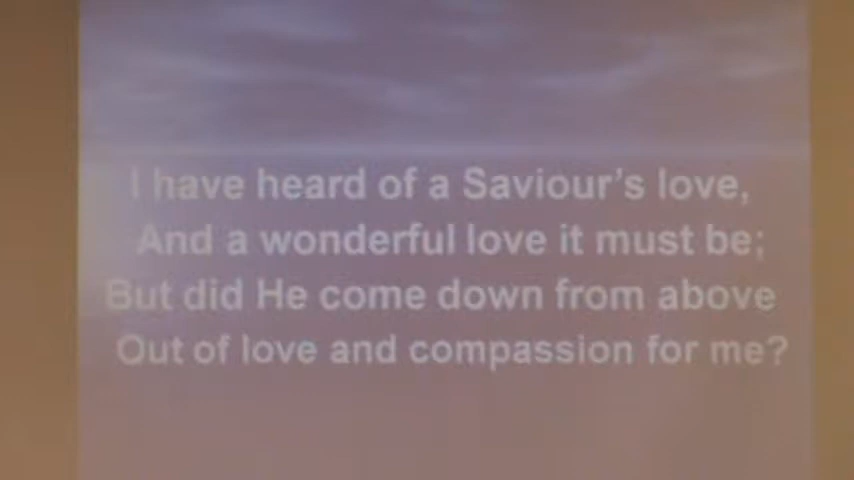 I have heard of a Saviour's love,
And a wonderful love it must be;
But did He come down from above
Out of love and compassion for me?